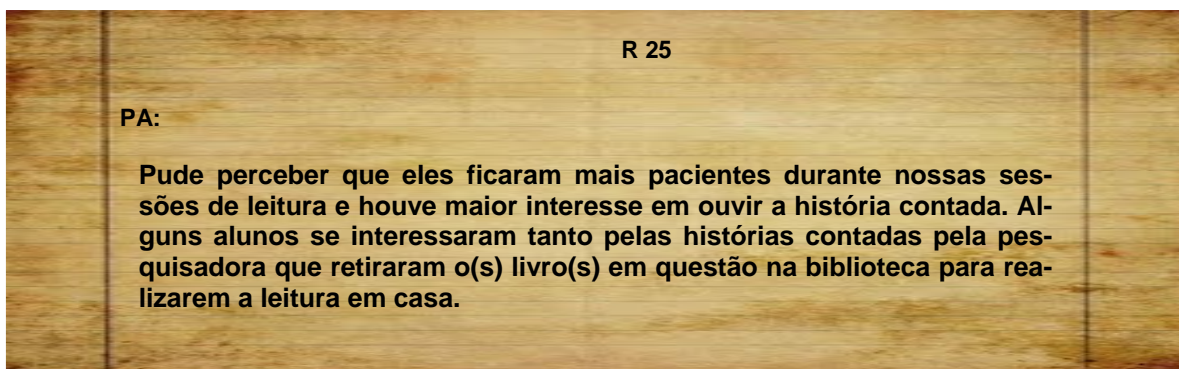 R 25
PA:
Pude perceber que eles ficaram mais pacientes durante nossas ses-
sões de leitura e houve maior interesse em ouvir a história contada. Al-
guns alunos se interessaram tanto pelas histórias contadas pela pes-
quisadora que retiraram o(s) livro(s) em questão na biblioteca para rea-
lizarem a leitura em casa.